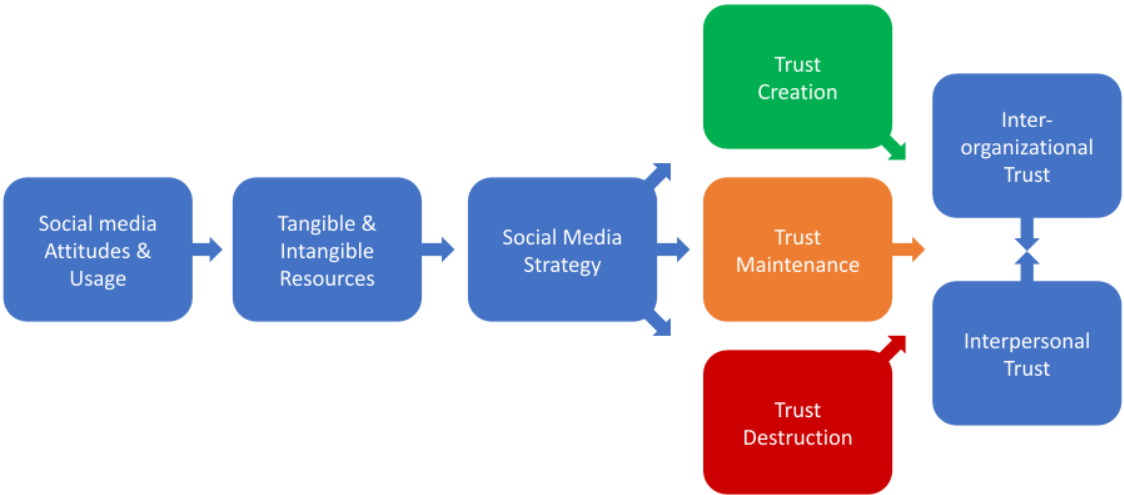 Social media
Attitudes &
Usage
Tangible &
Intangible
Resources
Social Media
Strategy
Trust
Creation
Trust
Maintenance
Trust
Destruction
Inter-
organizational
Trust
Interpersonal
Trust